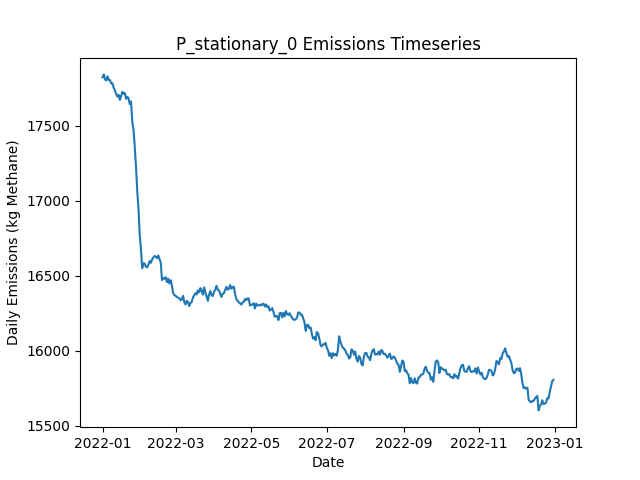 P_stationary_0 Emissions Timeseries
Daily Emissions (kg Methane)
17500
17000
16500
16000
15500
2022-01 2022-03 2022-05 2022-07 2022-09 2022-11 2023-01
Date